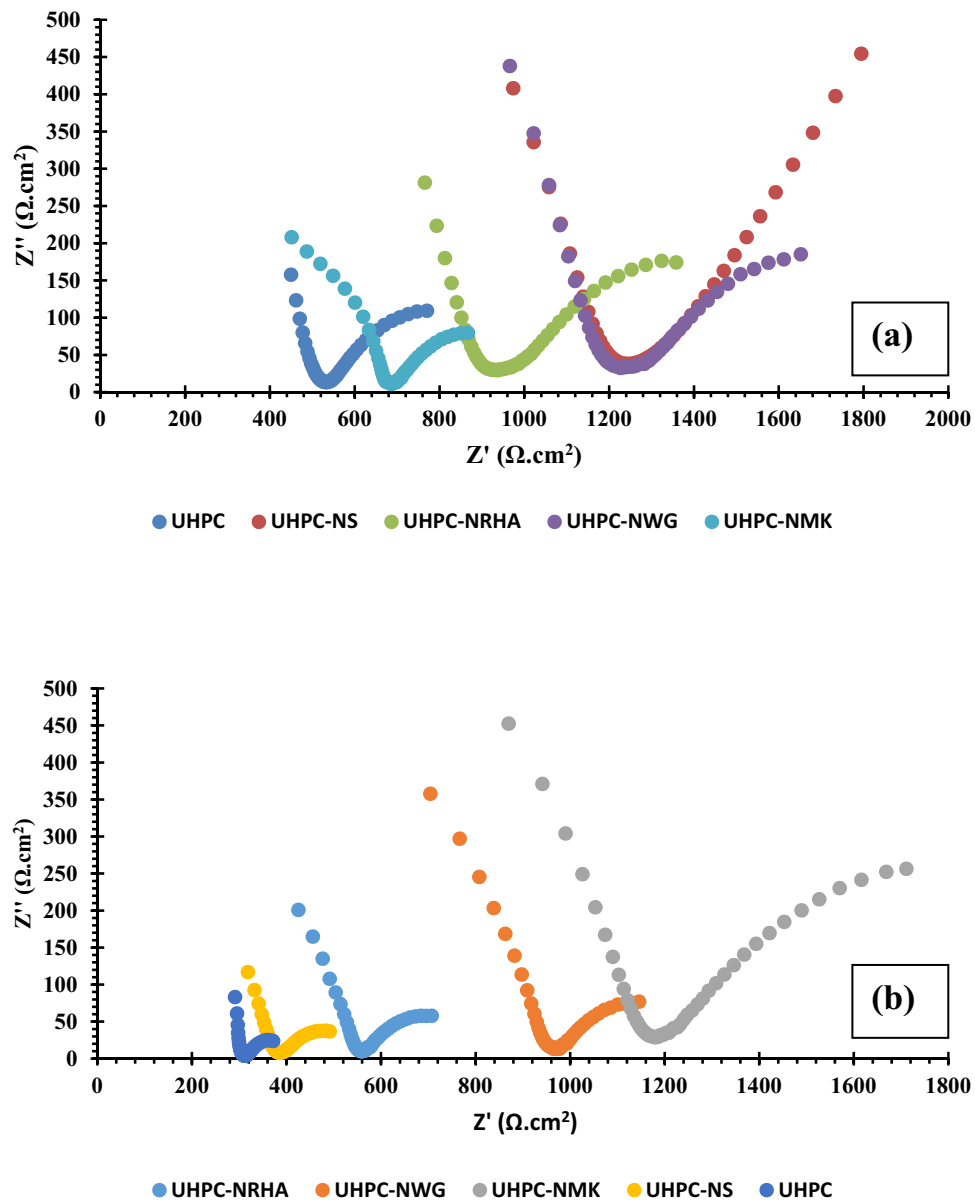 500
450
400
350
300
250
200
150
100
50
0
Z'' (Ω.cm²)
(a)
0 200 400 600 800 1000 1200 1400 1600 1800 2000
Z' (Ω.cm²)
UHPC UHPC-NS UHPC-NRHA UHPC-NWG UHPC-NMK
500
450
400
350
300
250
200
150
100
50
0
Z'' (Ω.cm²)
(b)
0 200 400 600 800 1000 1200 1400 1600 1800
Z' (Ω.cm²)
UHPC-NRHA UHPC-NWG UHPC-NMK UHPC-NS UHPC